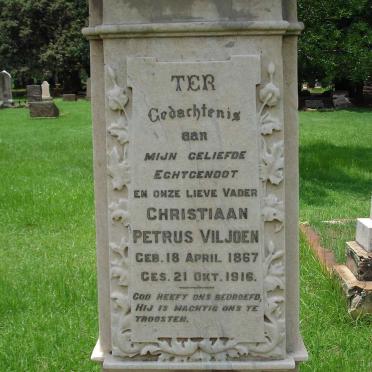 TER
Gedachtenis
aan
MIJN GELIEFDE
ECHTGENOOT
EN ONZE LIEVE VADER
CHRISTIAAN
PETRUS VILJOEN
GEB. 18 APRIL 1867
GES. 21 OKT. 1916.
GOD HEEFT ONS BEDROEFD,
HIJ IS MACHTIG ONS TE
TROOSTEN.